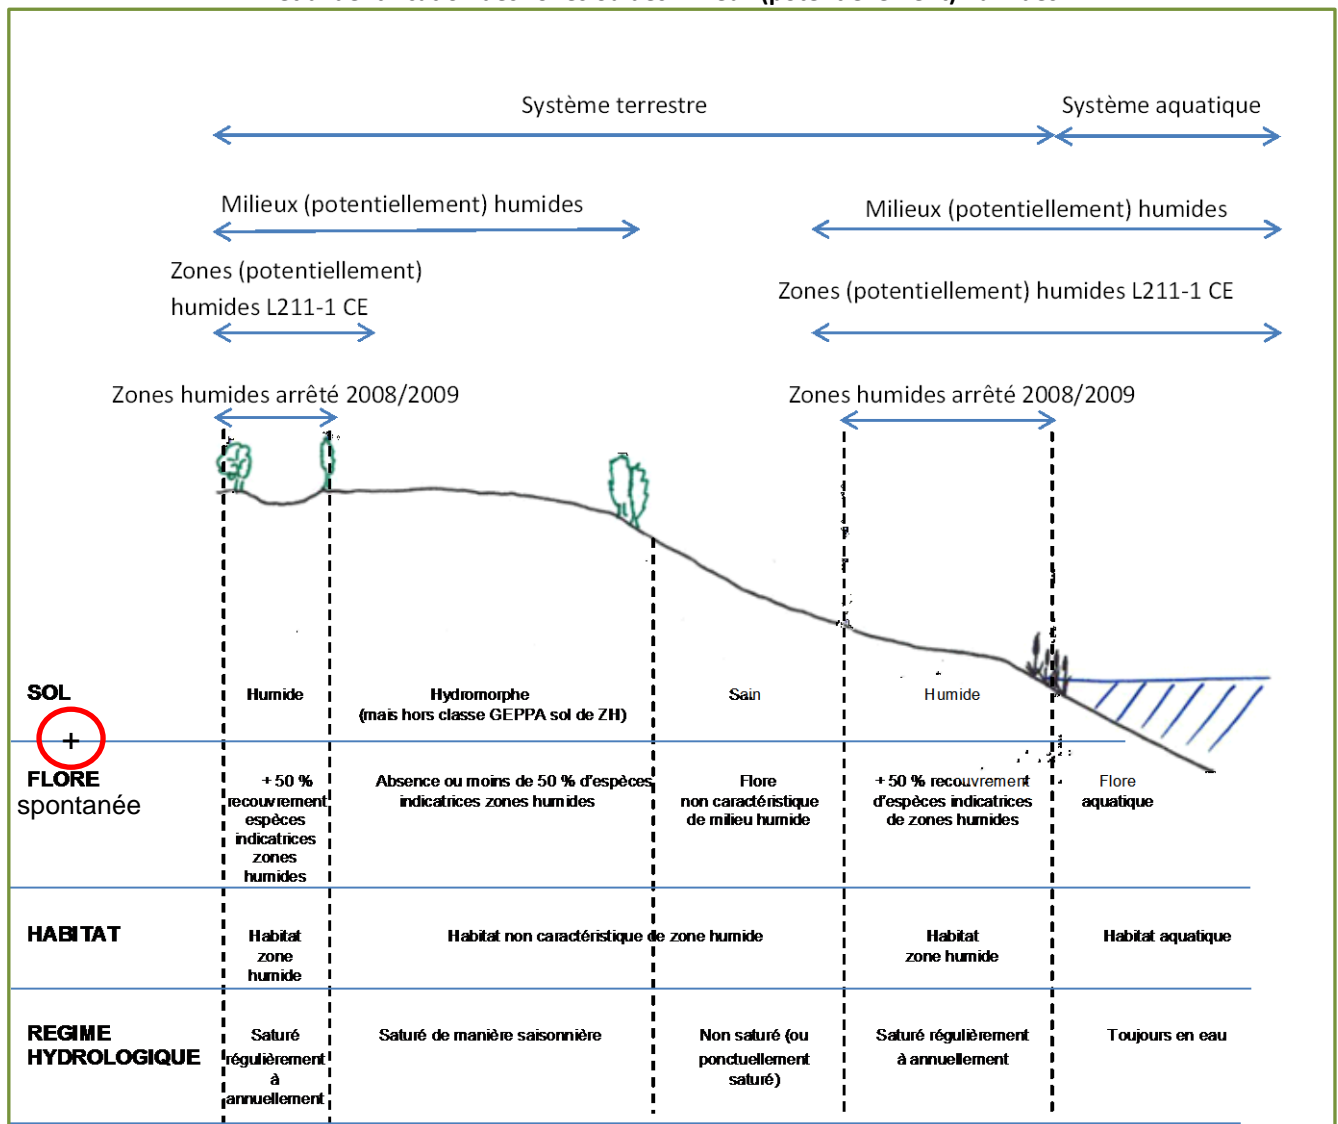 (potentiellement) humides
Système terrestre
Système aquatique
Milieux (potentiellement) humides
Milieux (potentiellement) humides
Zones (potentiellement)
humides L211-1 CE
Zones (potentiellement) humides L211-1 CE
Zones humides arrêté 2008/2009
Zones humides arrêté 2008/2009
SOL
Humide
Hydromorphe
(mais hors classe GEPPA sol de ZH)
Sain
Humide
+
FLORE
spontanée
+ 50 %
recouvrement
espèces
indicatrices
zones
humides
Absence ou moins de 50 % d'espèces
indicatrices zones humides
Flore
non caractéristique
de milieu humide
+ 50 % recouvrement
d'espèces indicatrices
de zones humides
Flore
aquatique
HABITAT
Habitat
zone
humide
Habitat non caractéristique de zone humide
Habitat
zone humide
Habitat aquatique
REGIME
HYDROLOGIQUE
Saturé
régulièrement
à
annuellement
Saturé de manière saisonnière
Non saturé (ou
ponctuellement
saturé)
Saturé régulièrement
à annuellement
Toujours en eau